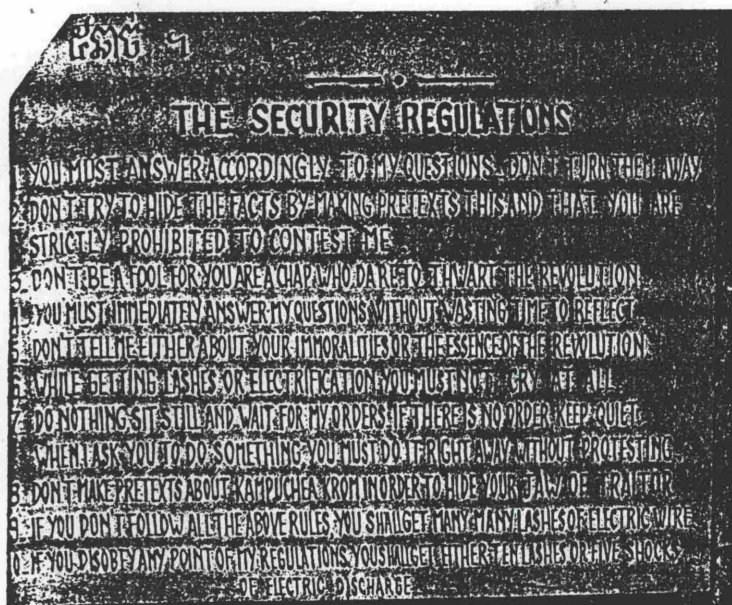 THE SECURITY REGULATIONS
1 YOU MUST ANSWER ACCORDINGLY TO MY QUESTIONS. DON'T TURN THEM AWAY
2 DON'T TRY TO HIDE THE FACTS BY MAKING PRETEXTS THIS AND THAT YOU ARE
STRICTLY PROHIBITED TO CONTEST ME
3 DON'T BE A FOOL FOR YOU ARE A CHAP WHO DARE TO THWART THE REVOLUTION
4 YOU MUST IMMEDIATELY ANSWER MY QUESTIONS WITHOUT WASTING TIME TO REFLECT
5 DON'T TELL ME EITHER ABOUT YOUR IMMORALITIES OR THE ESSENCE OF THE REVOLUTION
6 WHILE GETTING LASHES OR ELECTRIFICATION YOU MUST NOT CRY AT ALL
7 DO NOTHING SIT STILL AND WAIT FOR MY ORDERS IF THERE IS NO ORDER KEEP QUIET
WHEN I ASK YOU TO DO SOMETHING YOU MUST DO IT RIGHT AWAY WITHOUT PROTESTING
8 DON'T MAKE PRETEXTS ABOUT KAMPUCHEA KROM IN ORDER TO HIDE YOUR JAW OF TRAITOR
9 IF YOU DON'T FOLLOW ALL THE ABOVE RULES, YOU SHALL GET MANY MANY LASHES OF ELECTRIC WIRE
0 IF YOU DISOBEY ANY POINT OF MY REGULATIONS YOU SHALL GET EITHER TEN LASHES OR FIVE SHOCKS
OF ELECTRIC DISCHARGE